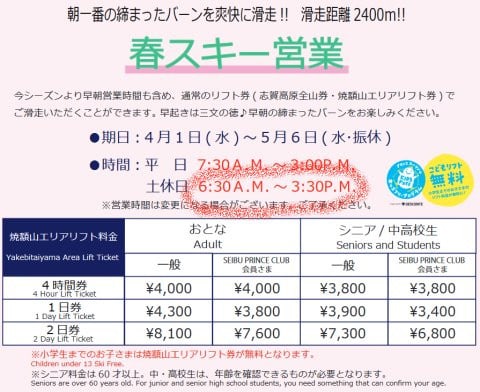 朝一番の締まったバーンを爽快に滑走!! 滑走距離2400m!!
春スキー営業
今シーズンより早朝営業時間も含め、通常のリフト券(志賀高原全山券・焼額山エリアリフト券)で
ご滑走いただくことができます。早起きは三文の徳♪早朝の締まったバーンをお楽しみください。
●期日:4月1日(水)〜5月6日(水・振休)
●時間:平 日 7:30A.M.〜3:00P.M.
土休日 6:30A.M.〜3:30P.M.
※営業時間は変更になる場合がございます。ご了承ください。
こどもリフト
無料
焼額山エリアリフト料金
Yakebitaiyama Area Lift Ticket
おとな
Adult
シニア/中高校生
Seniors and Students
一般
SEIBU PRINCE CLUB
会員さま
一般
SEIBU PRINCE CLUB
会員さま
4時間券
4 Hour Lift Ticket
¥4,000 ¥4,000 ¥3,800 ¥3,800
1日券
1 Day Lift Ticket
¥4,300 ¥3,800 ¥3,900 ¥3,400
2日券
2 Day Lift Ticket
¥8,100 ¥7,600 ¥7,300 ¥6,800
※小学生までのお子さまは焼額山エリアリフト券が無料となります。
Children under 13 Ski Free.
※シニア料金は60才以上。中・高校生は、年齢を確認できるものが必要となります。
Seniors are over 60 years old. For junior and senior high school students, you need something that can confirm your age.